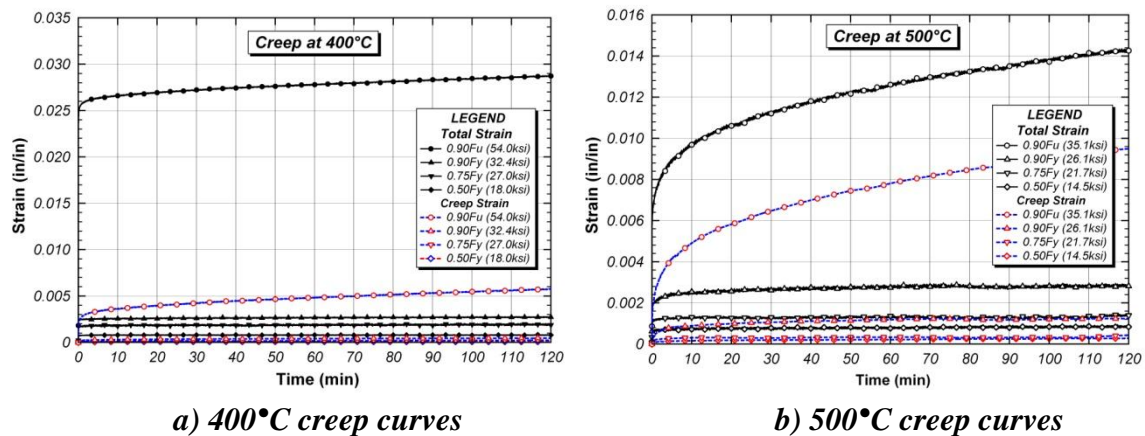 Creep at 400°C
Strain (in/in)
0.035
0.030
0.025
0.020
0.015
0.010
0.005
0.000
0 10 20 30 40 50 60 70 80 90 100 110 120
Time (min)
LEGEND
Total Strain
0.90Fu (54.0ksi)
0.90Fy (32.4ksi)
0.75Fy (27.0ksi)
0.50Fy (18.0ksi)
Creep Strain
0.90Fu (54.0ksi)
0.90Fy (32.4ksi)
0.75Fy (27.0ksi)
0.50Fy (18.0ksi)
a) 400•C creep curves
Creep at 500°C
Strain (in/in)
0.016
0.014
0.012
0.010
0.008
0.006
0.004
0.002
0.000
0 10 20 30 40 50 60 70 80 90 100 110 120
Time (min)
LEGEND
Total Strain
0.90Fu (35.1ksi)
0.90Fy (26.1ksi)
0.75Fy (21.7ksi)
0.50Fy (14.5ksi)
Creep Strain
0.90Fu (35.1ksi)
0.90Fy (26.1ksi)
0.75Fy (21.7ksi)
0.50Fy (14.5ksi)
b) 500•C creep curves